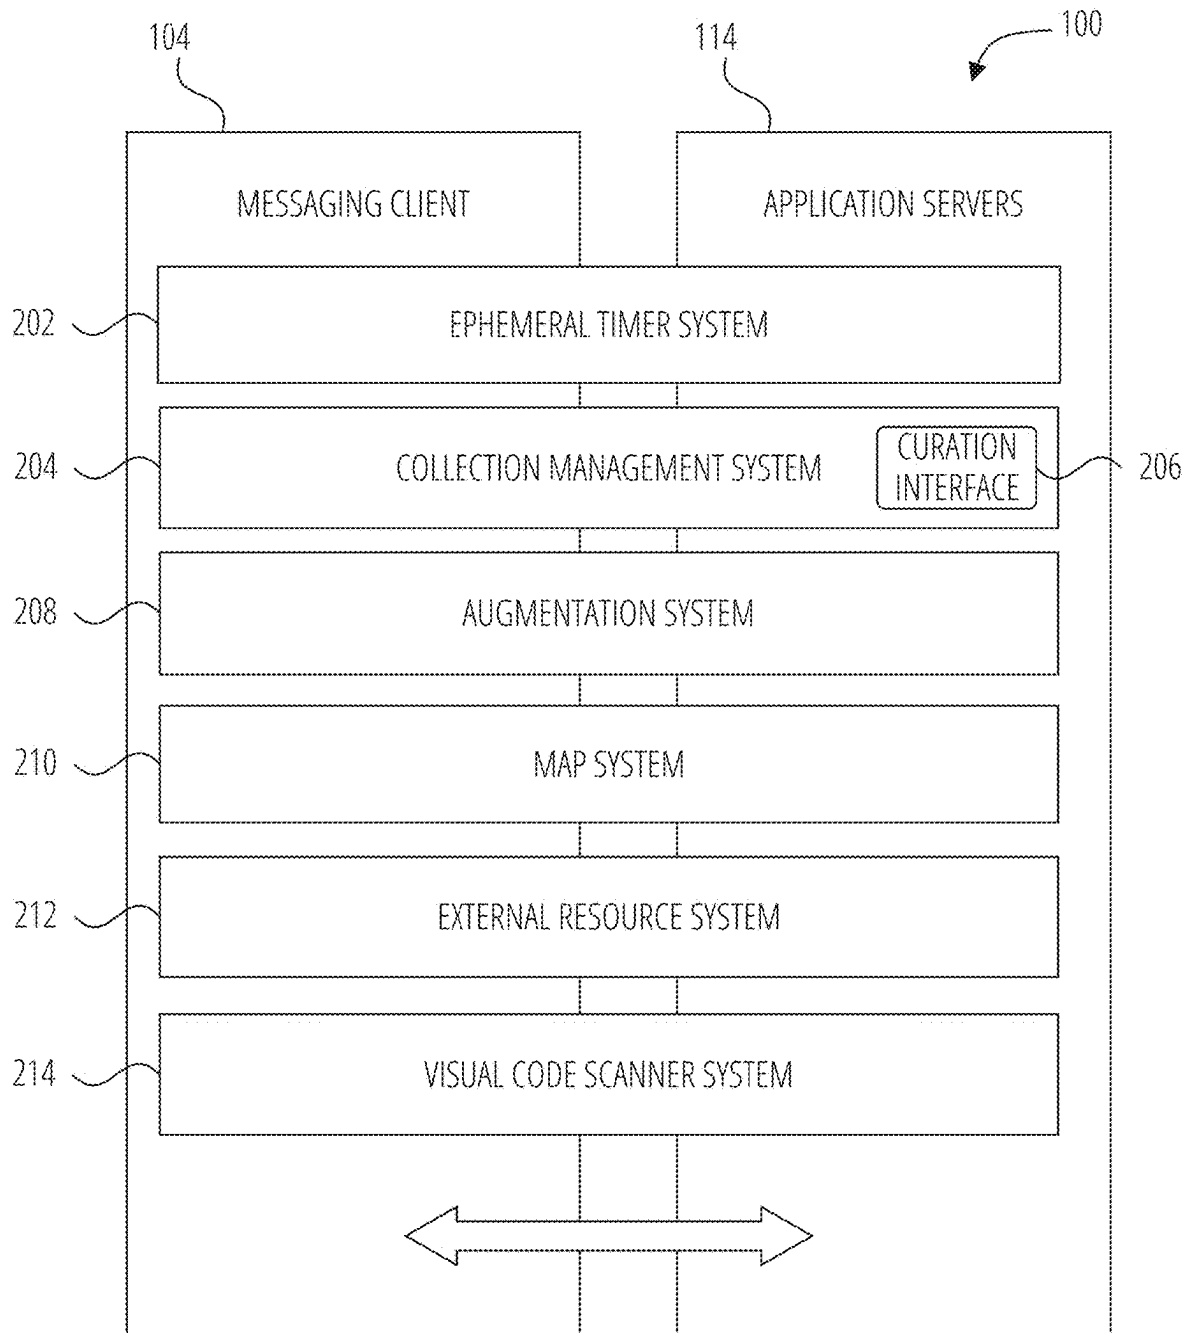 104
114
100
MESSAGING CLIENT
APPLICATION SERVERS
202
EPHEMERAL TIMER SYSTEM
204
COLLECTION MANAGEMENT SYSTEM
CURATION
INTERFACE
206
208
AUGMENTATION SYSTEM
210
MAP SYSTEM
212
EXTERNAL RESOURCE SYSTEM
214
VISUAL CODE SCANNER SYSTEM